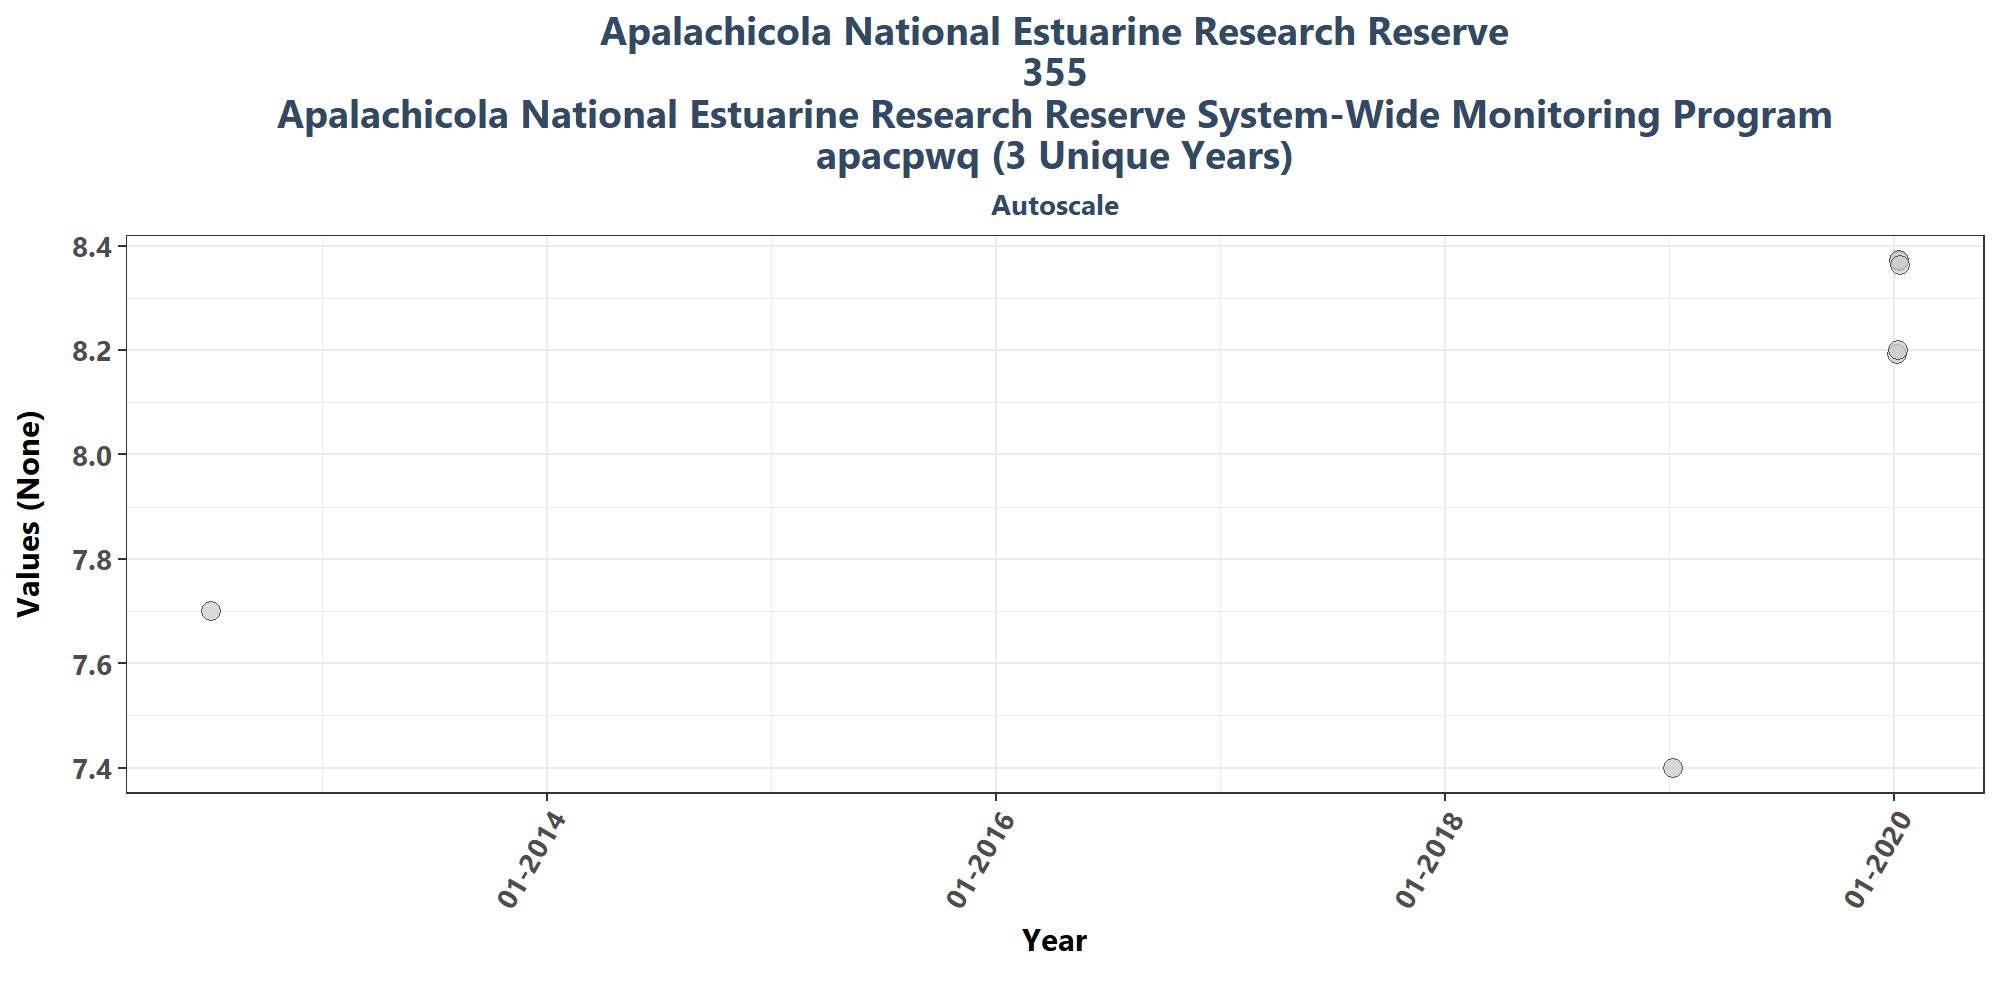 Apalachicola National Estuarine Research Reserve
355
Apalachicola National Estuarine Research Reserve System-Wide Monitoring Program
apacpwq (3 Unique Years)
Autoscale
8.4
8.2
8.0
7.8
7.6
7.4
Values (None)
01-2014
01-2016
01-2018
01-2020
Year